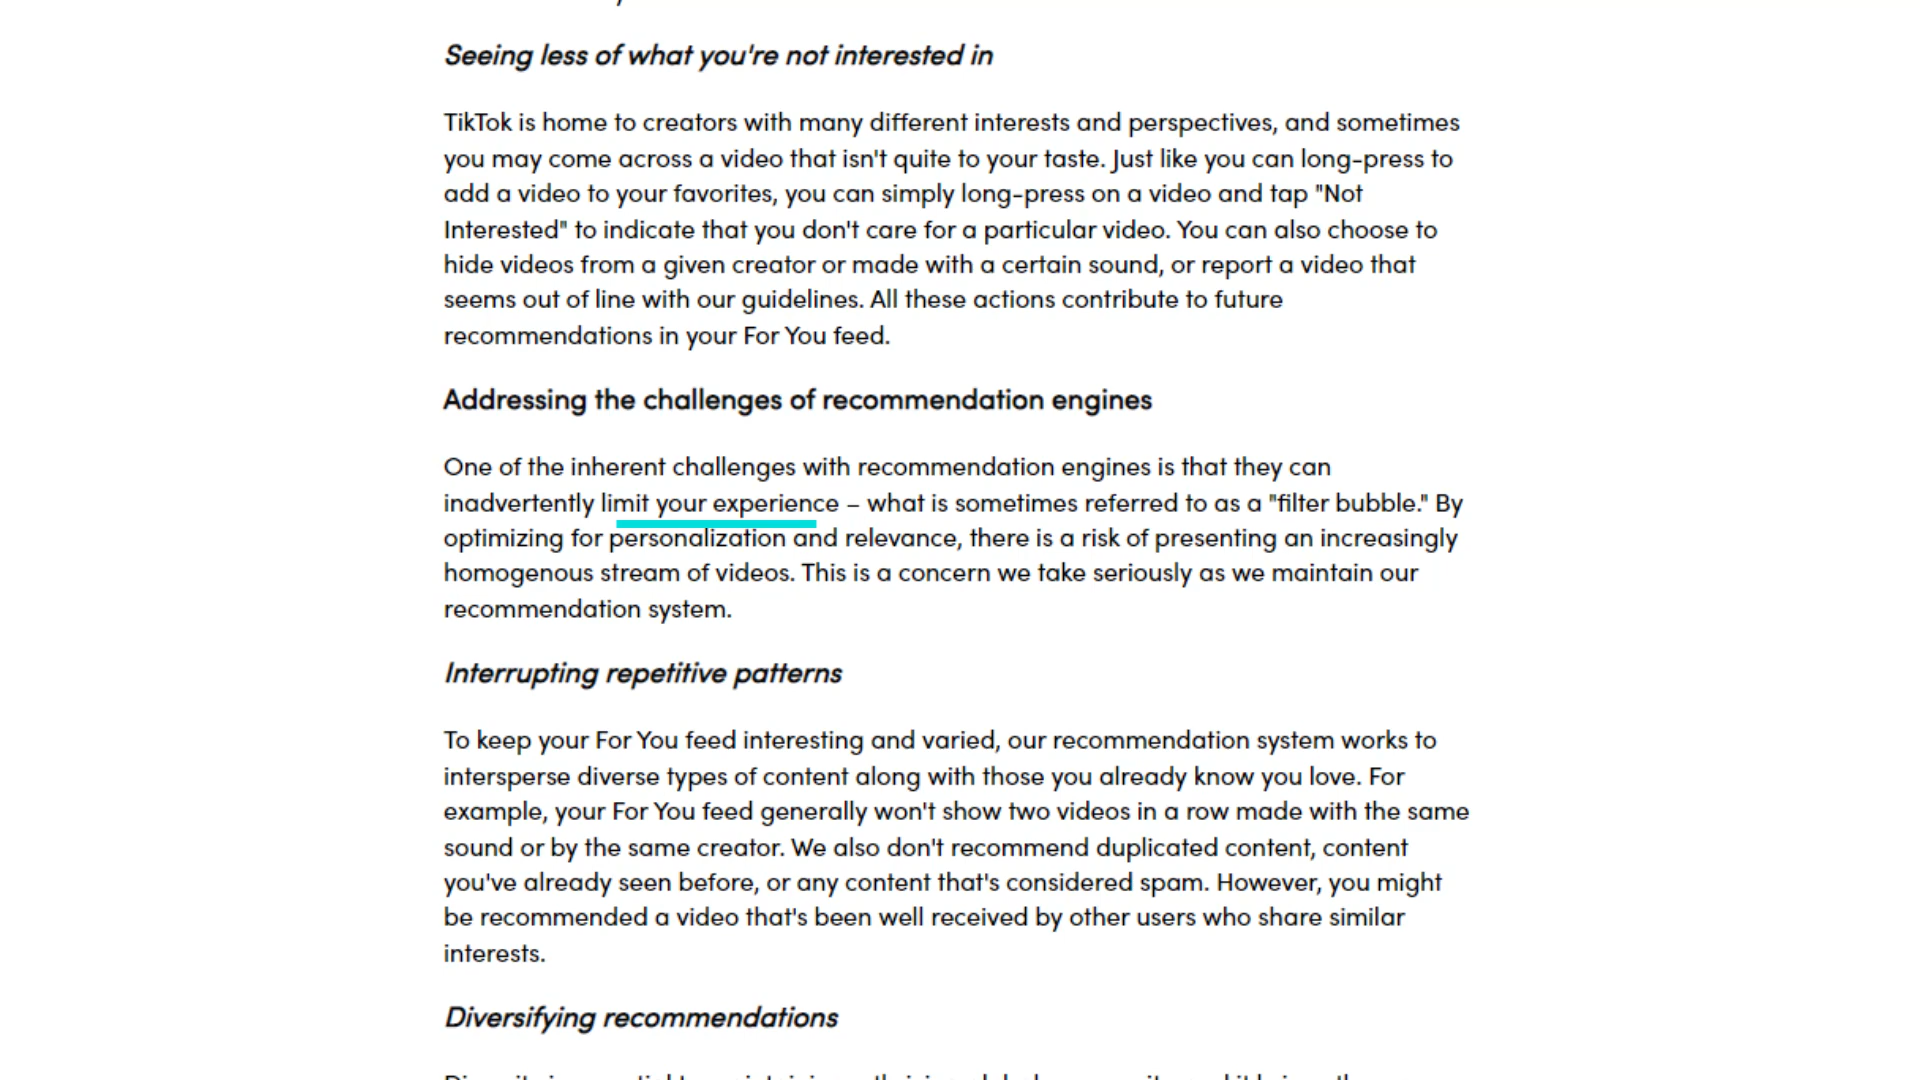 Seeing less of what you're not interested in
TikTok is home to creators with many different interests and perspectives, and sometimes
you may come across a video that isn't quite to your taste. Just like you can long-press to
add a video to your favorites, you can simply long-press on a video and tap "Not
Interested" to indicate that you don't care for a particular video. You can also choose to
hide videos from a given creator or made with a certain sound, or report a video that
seems out of line with our guidelines. All these actions contribute to future
recommendations in your For You feed.
Addressing the challenges of recommendation engines
One of the inherent challenges with recommendation engines is that they can
inadvertently limit your experience – what is sometimes referred to as a "filter bubble." By
optimizing for personalization and relevance, there is a risk of presenting an increasingly
homogenous stream of videos. This is a concern we take seriously as we maintain our
recommendation system.
Interrupting repetitive patterns
To keep your For You feed interesting and varied, our recommendation system works to
intersperse diverse types of content along with those you already know you love. For
example, your For You feed generally won't show two videos in a row made with the same
sound or by the same creator. We also don't recommend duplicated content, content
you've already seen before, or any content that's considered spam. However, you might
be recommended a video that's been well received by other users who share similar
interests.
Diversifying recommendations